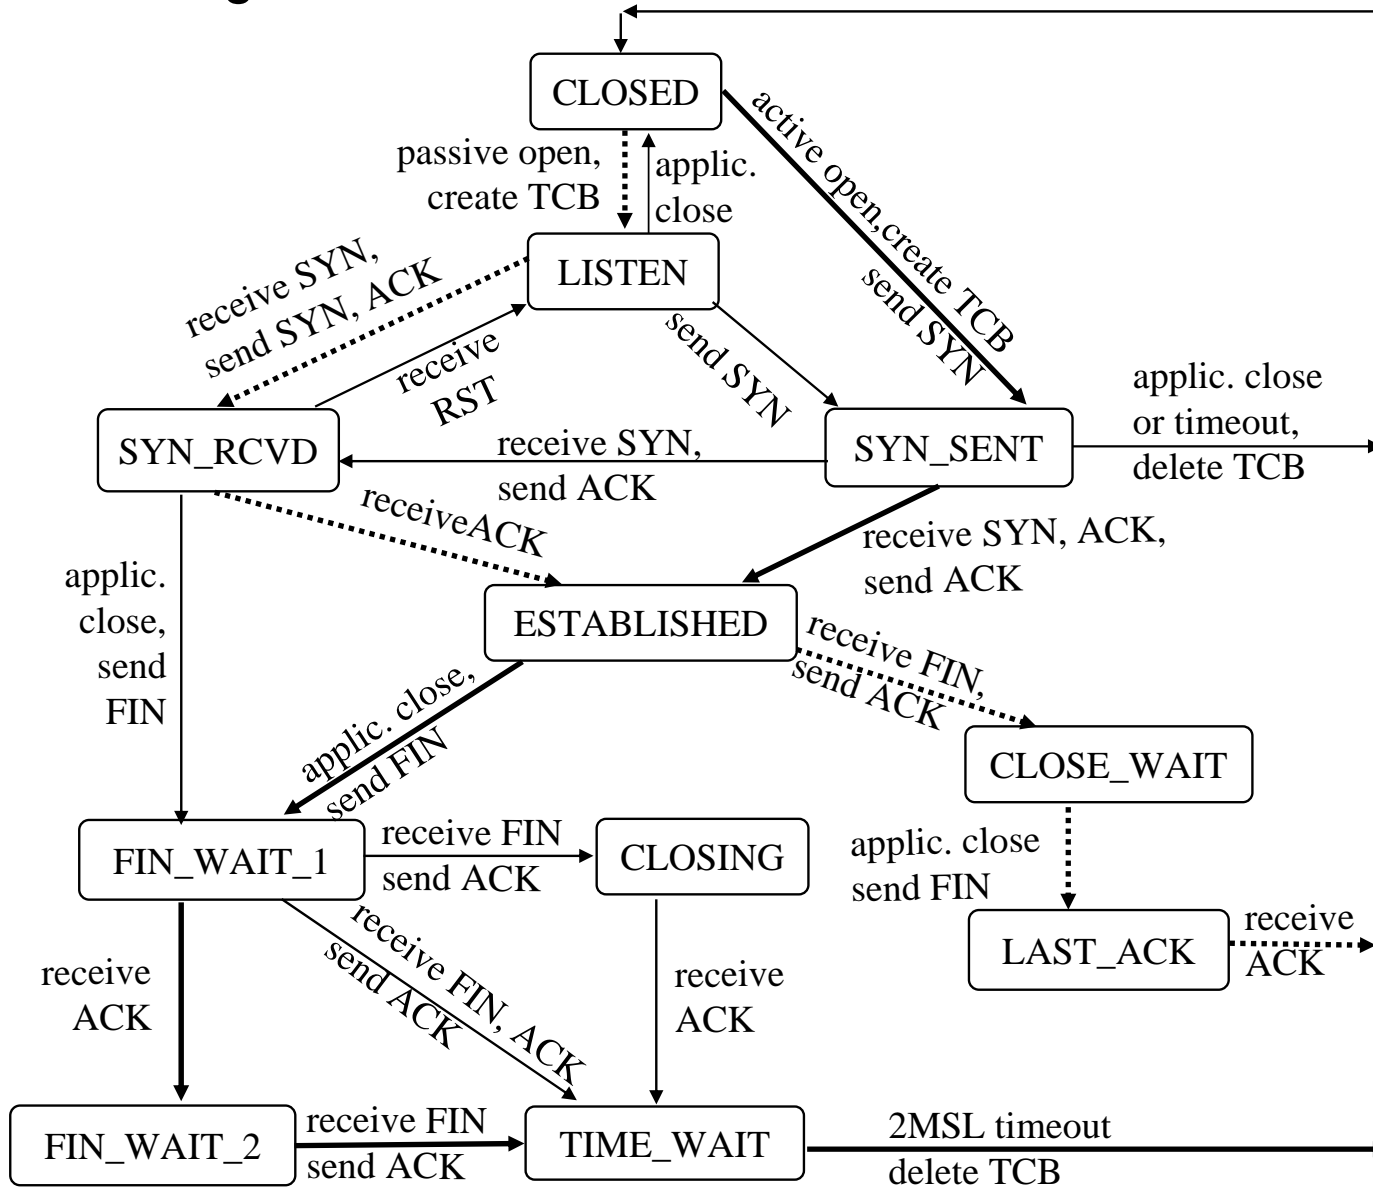 CLOSED
passive open,
create TCB
applic.
close
active open,create TCB
send SYN
LISTEN
receive SYN,
send SYN, ACK
receive
RST
send SYN
applic. close
or timeout,
delete TCB
SYN_RCVD
receive SYN,
send ACK
SYN_SENT
receiveACK
receive SYN, ACK,
send ACK
applic.
close,
send
FIN
ESTABLISHED
receive FIN,
send ACK
applic. close,
send FIN
CLOSE_WAIT
FIN_WAIT_1
receive FIN
send ACK
CLOSING
applic. close
send FIN
receive
ACK
receive FIN, ACK
send ACK
receive
ACK
LAST_ACK
receive
ACK
FIN_WAIT_2
receive FIN
send ACK
TIME_WAIT
2MSL timeout
delete TCB